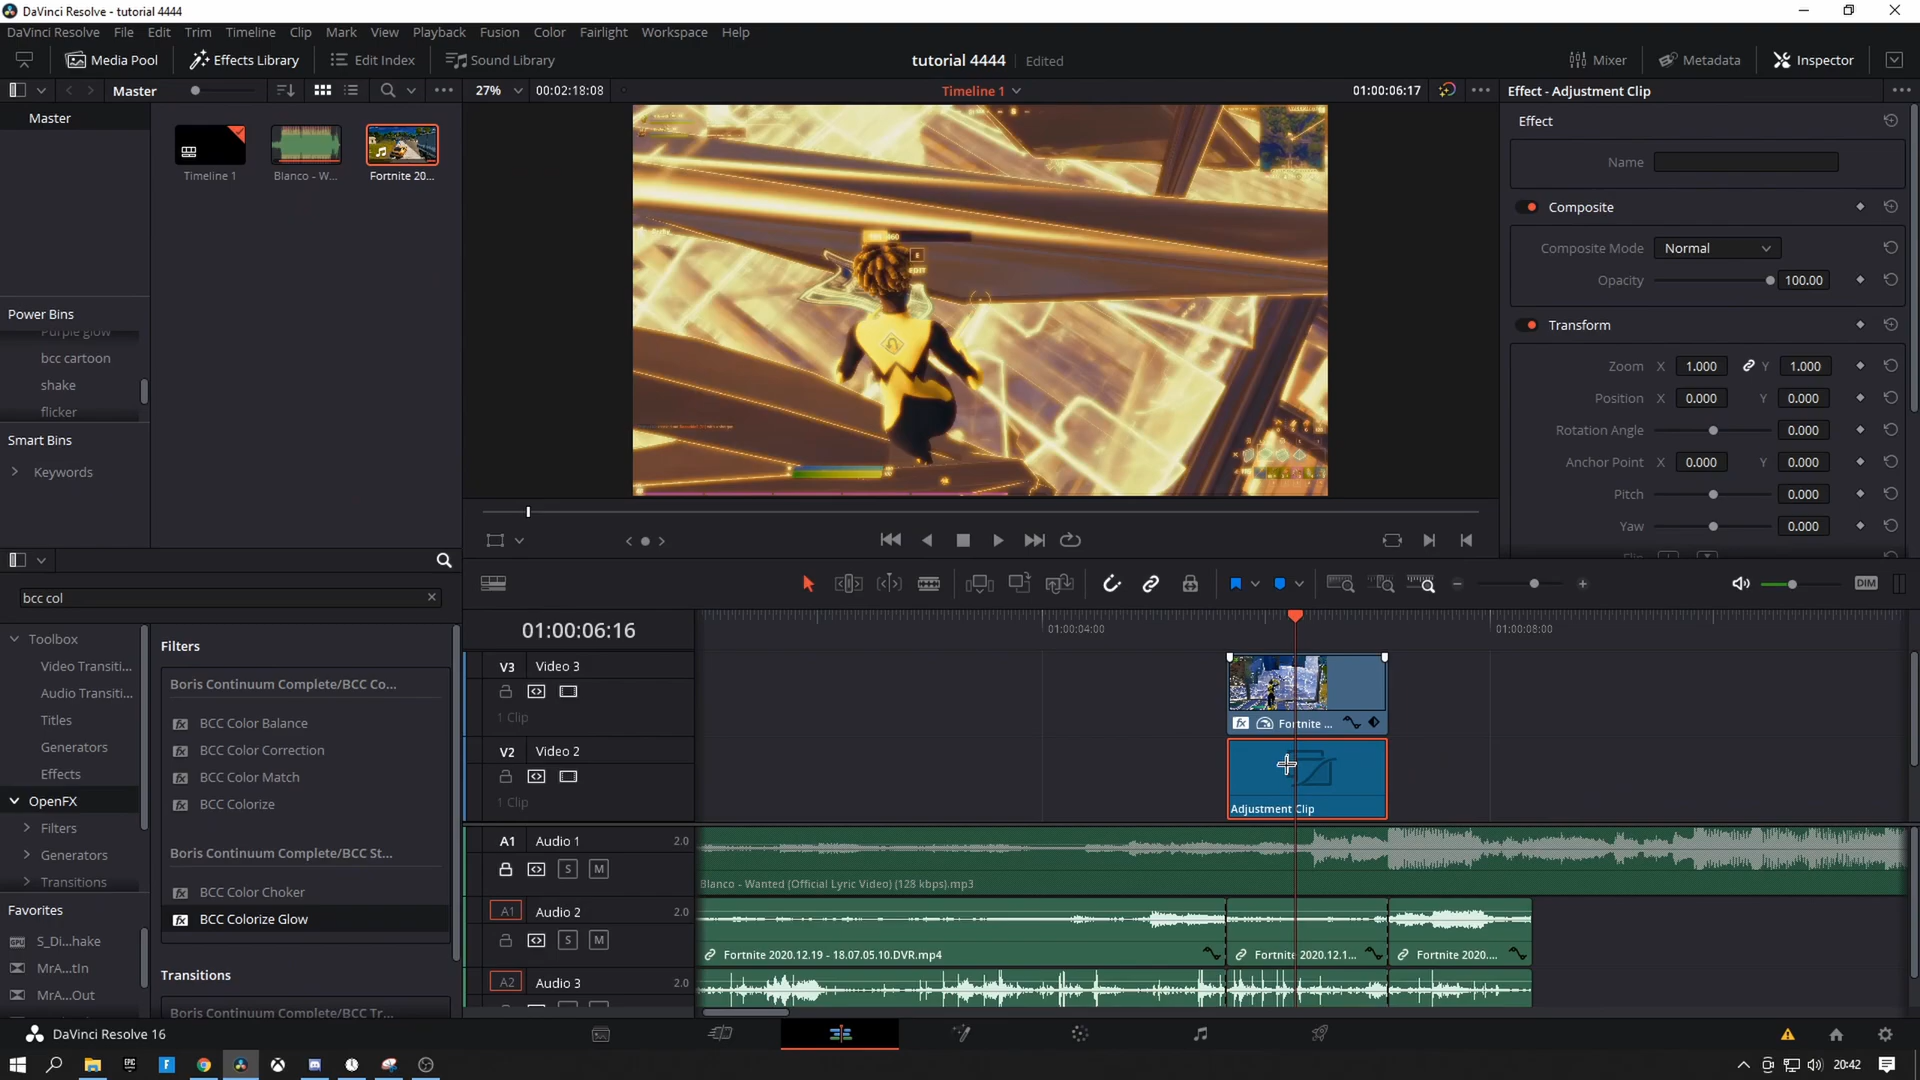 DaVinci Resolve - tutorial 4444
DaVinci Resolve File Edit Trim Timeline Clip Mark View Playback Fusion Color Fairlight Workspace Help
Media Pool Effects Library Edit Index Sound Library tutorial 4444 Edited Mixer Metadata Inspector
Master 27% 00:02:18:08 Timeline 1 01:00:06:17 Effect - Adjustment Clip
Master
Effect
Name
Timeline 1 Blanco - W... Fortnite 20...
Composite
Composite Mode Normal
Opacity 100.00
Transform
Zoom X 1.000 Y 1.000
Position X 0.000 Y 0.000
Rotation Angle 0.000
Anchor Point X 0.000 Y 0.000
Pitch 0.000
Yaw 0.000
Power Bins
Purple glow
bcc cartoon
shake
flicker
Smart Bins
Keywords
E
EDIT
bcc col
DIM
Toolbox
Video Transiti...
Audio Transiti...
Titles
Generators
Effects
OpenFX
Filters
Generators
Transitions
Favorites
S_Di...hake
MrA...tIn
MrA...Out
Filters
Boris Continuum Complete/BCC Co...
BCC Color Balance
BCC Color Correction
BCC Color Match
BCC Colorize
Boris Continuum Complete/BCC St...
BCC Color Choker
BCC Colorize Glow
Transitions
Boris Continuum Complete/BCC Tr...
01:00:06:16
01:00:04:00 01:00:08:00
V3 Video 3
1 Clip
fx Fortnite ...
V2 Video 2
1 Clip
Adjustment Clip
A1 Audio 1 2.0
S M
Blanco - Wanted (Official Lyric Video) (128 kbps).mp3
A1 Audio 2 2.0
S M
Fortnite 2020.12.19 - 18.07.05.10.DVR.mp4 Fortnite 2020.12.1... Fortnite 2020....
A2 Audio 3 2.0
DaVinci Resolve 16
20:42